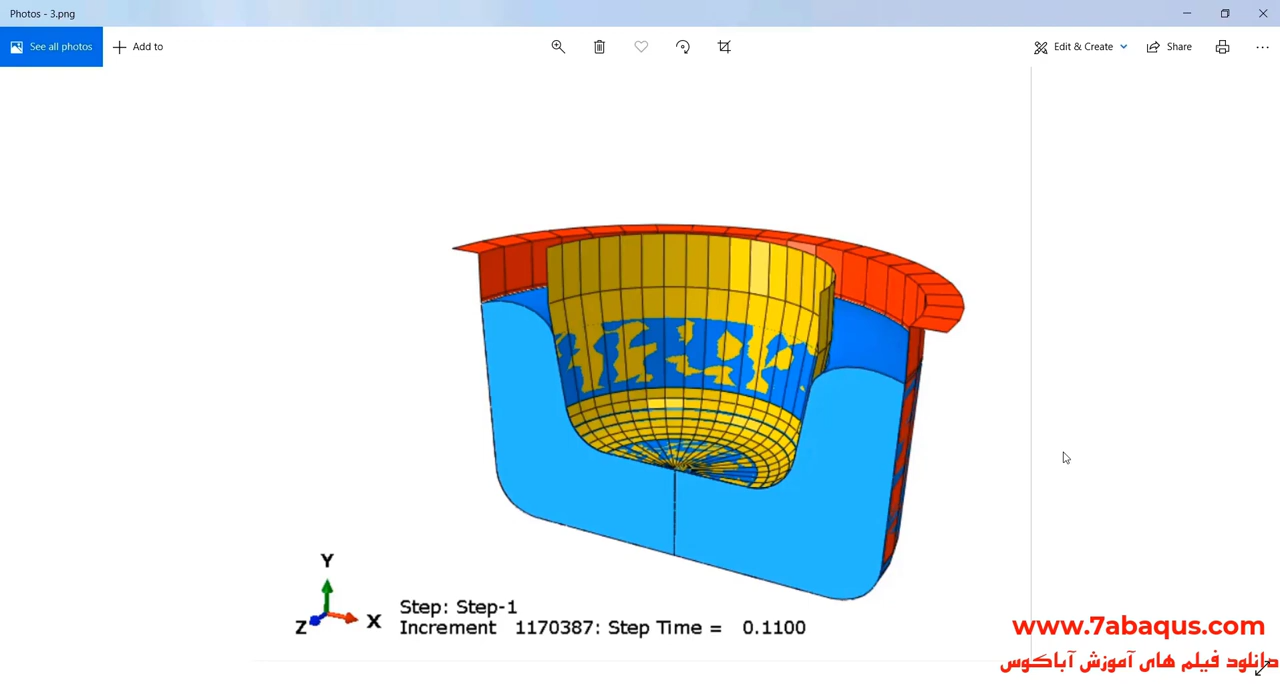 Photos - 3.png
See all photos
Add to
Edit & Create
Share
Y
Z
X
Step: Step-1
Increment 1170387: Step Time = 0.1100
www.7abaqus.com
دانلود فیلم های آموزش آباکوس